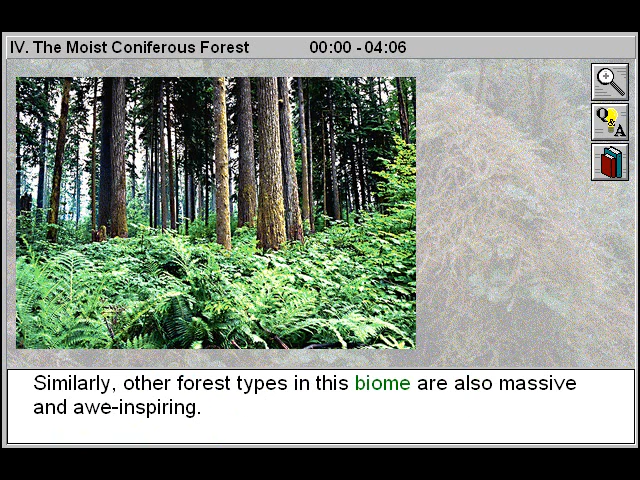 IV. The Moist Coniferous Forest 00:00 - 04:06
Q
&
A
Similarly, other forest types in this biome are also massive
and awe-inspiring.